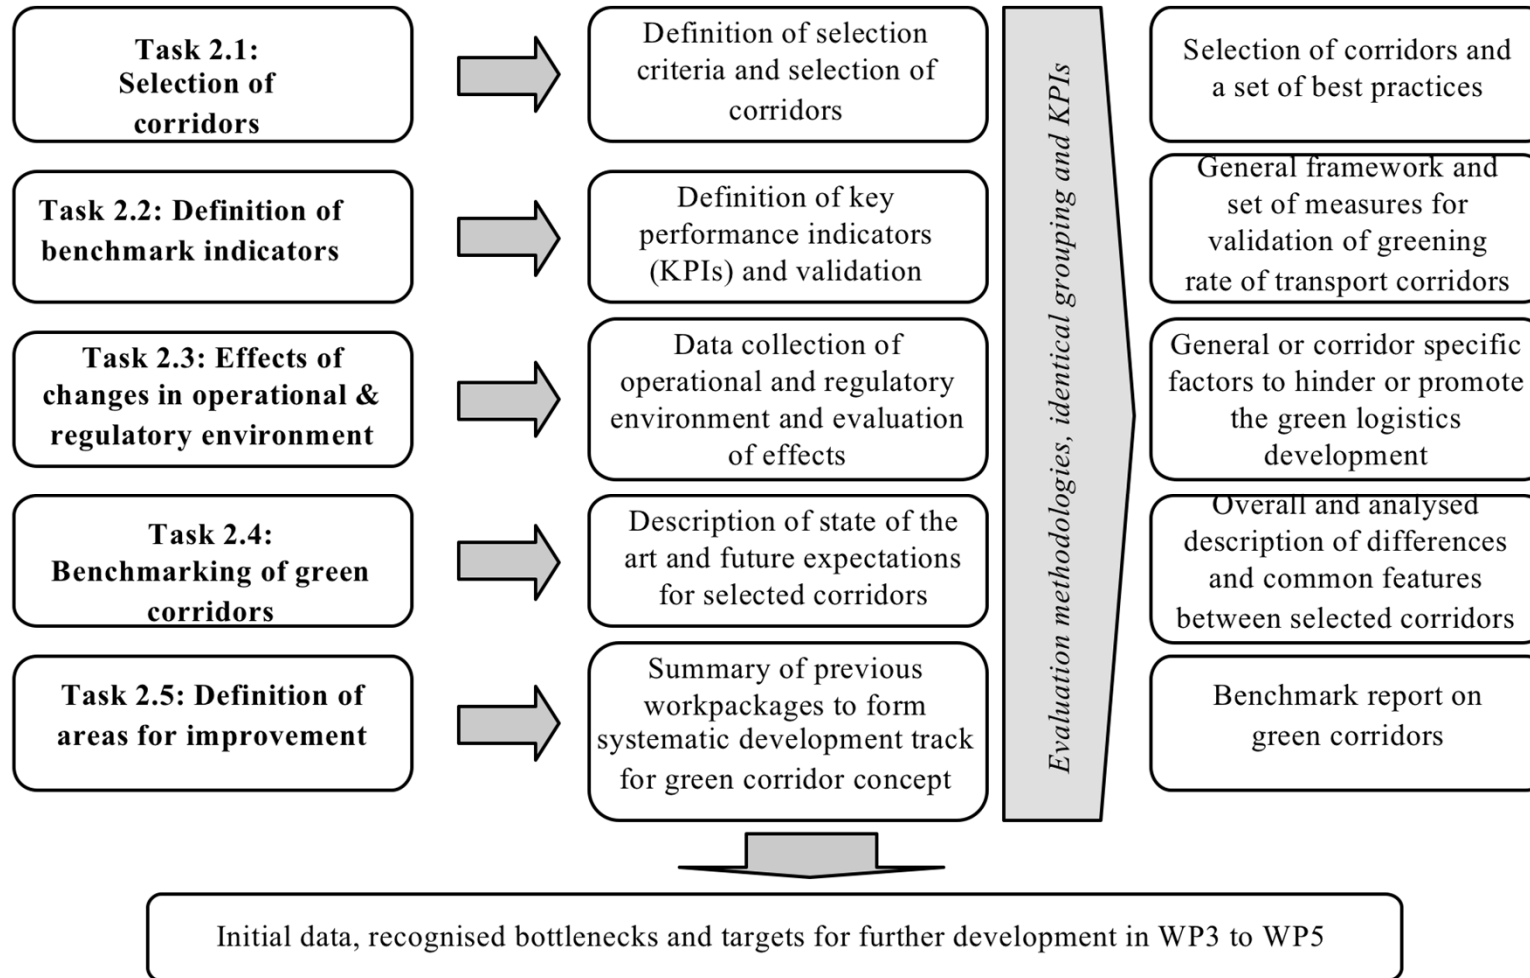 Task 2.1:
Selection of
corridors
Definition of selection
criteria and selection of
corridors
Selection of corridors and
a set of best practices
Task 2.2: Definition of
benchmark indicators
Definition of key
performance indicators
(KPIs) and validation
General framework and
set of measures for
validation of greening
rate of transport corridors
Task 2.3: Effects of
changes in operational &
regulatory environment
Data collection of
operational and regulatory
environment and evaluation
of effects
General or corridor specific
factors to hinder or promote
the green logistics
development
Task 2.4:
Benchmarking of green
corridors
Description of state of the
art and future expectations
for selected corridors
Overall and analysed
description of differences
and common features
between selected corridors
Task 2.5: Definition of
areas for improvement
Summary of previous
workpackages to form
systematic development track
for green corridor concept
Benchmark report on
green corridors
Evaluation methodologies, identical grouping and KPIs
Initial data, recognised bottlenecks and targets for further development in WP3 to WP5